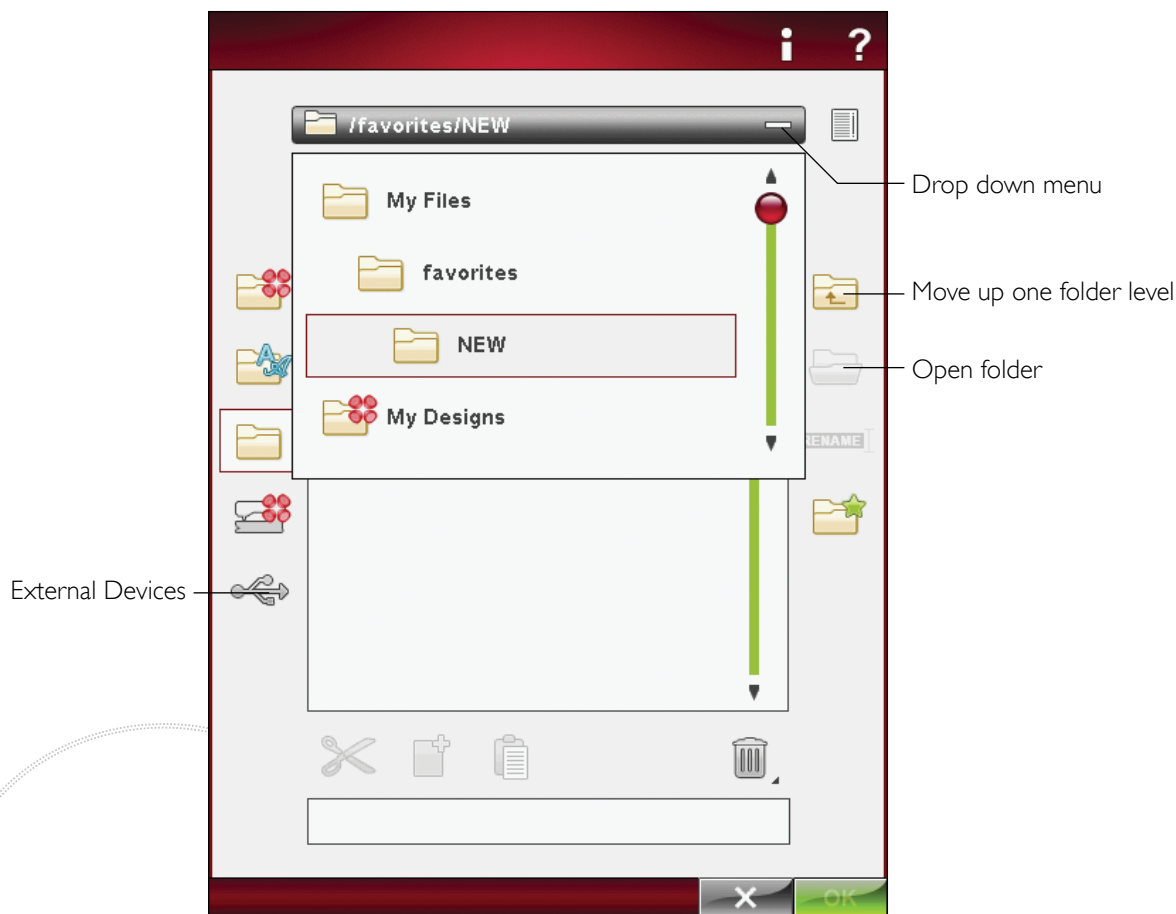 i ?
/favorites/NEW
Drop down menu
My Files
favorites
Move up one folder level
NEW
Open folder
My Designs
RENAME
External Devices
OK